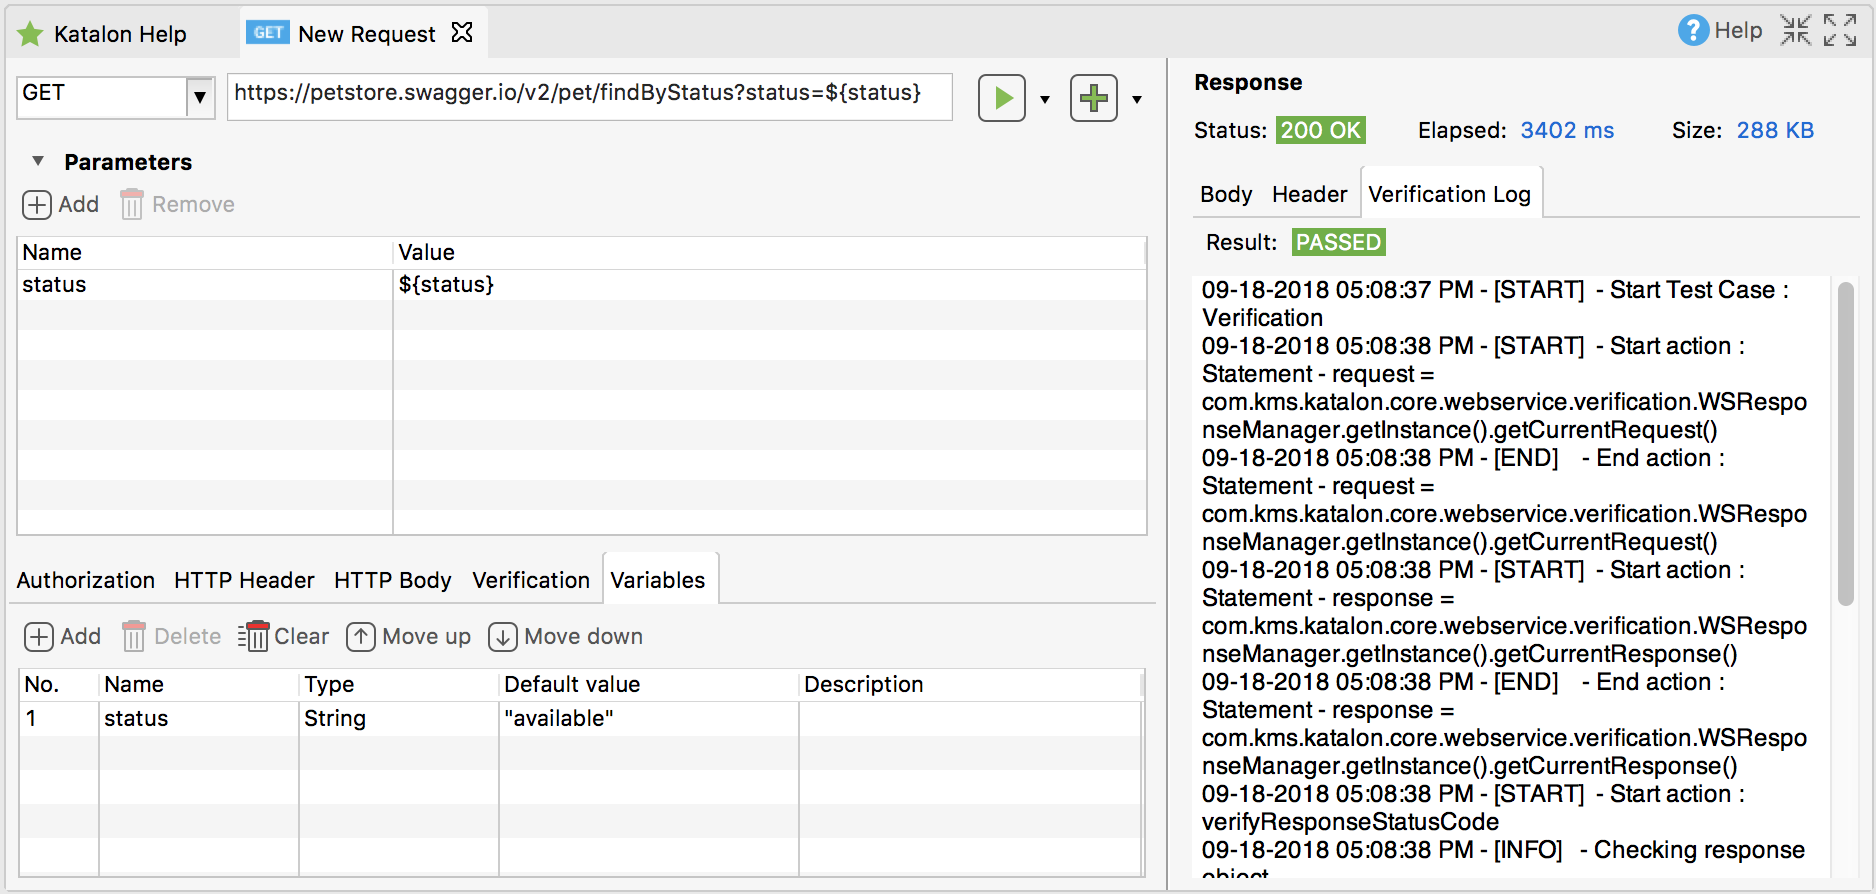 Katalon Help
GET New Request
Help
GET
https://petstore.swagger.io/v2/pet/findByStatus?status=${status}
Parameters
Add Remove
Name Value
status ${status}
Authorization HTTP Header HTTP Body Verification Variables
Add Delete Clear Move up Move down
No. Name Type Default value Description
1 status String "available"
Response
Status: 200 OK Elapsed: 3402 ms Size: 288 KB
Body Header Verification Log
Result: PASSED
09-18-2018 05:08:37 PM - [START] - Start Test Case :
Verification
09-18-2018 05:08:38 PM - [START] - Start action :
Statement - request =
com.kms.katalon.core.webservice.verification.WSRespo
nseManager.getInstance().getCurrentRequest()
09-18-2018 05:08:38 PM - [END] - End action :
Statement - request =
com.kms.katalon.core.webservice.verification.WSRespo
nseManager.getInstance().getCurrentRequest()
09-18-2018 05:08:38 PM - [START] - Start action :
Statement - response =
com.kms.katalon.core.webservice.verification.WSRespo
nseManager.getInstance().getCurrentResponse()
09-18-2018 05:08:38 PM - [END] - End action :
Statement - response =
com.kms.katalon.core.webservice.verification.WSRespo
nseManager.getInstance().getCurrentResponse()
09-18-2018 05:08:38 PM - [START] - Start action :
verifyResponseStatusCode
09-18-2018 05:08:38 PM - [INFO] - Checking response
object